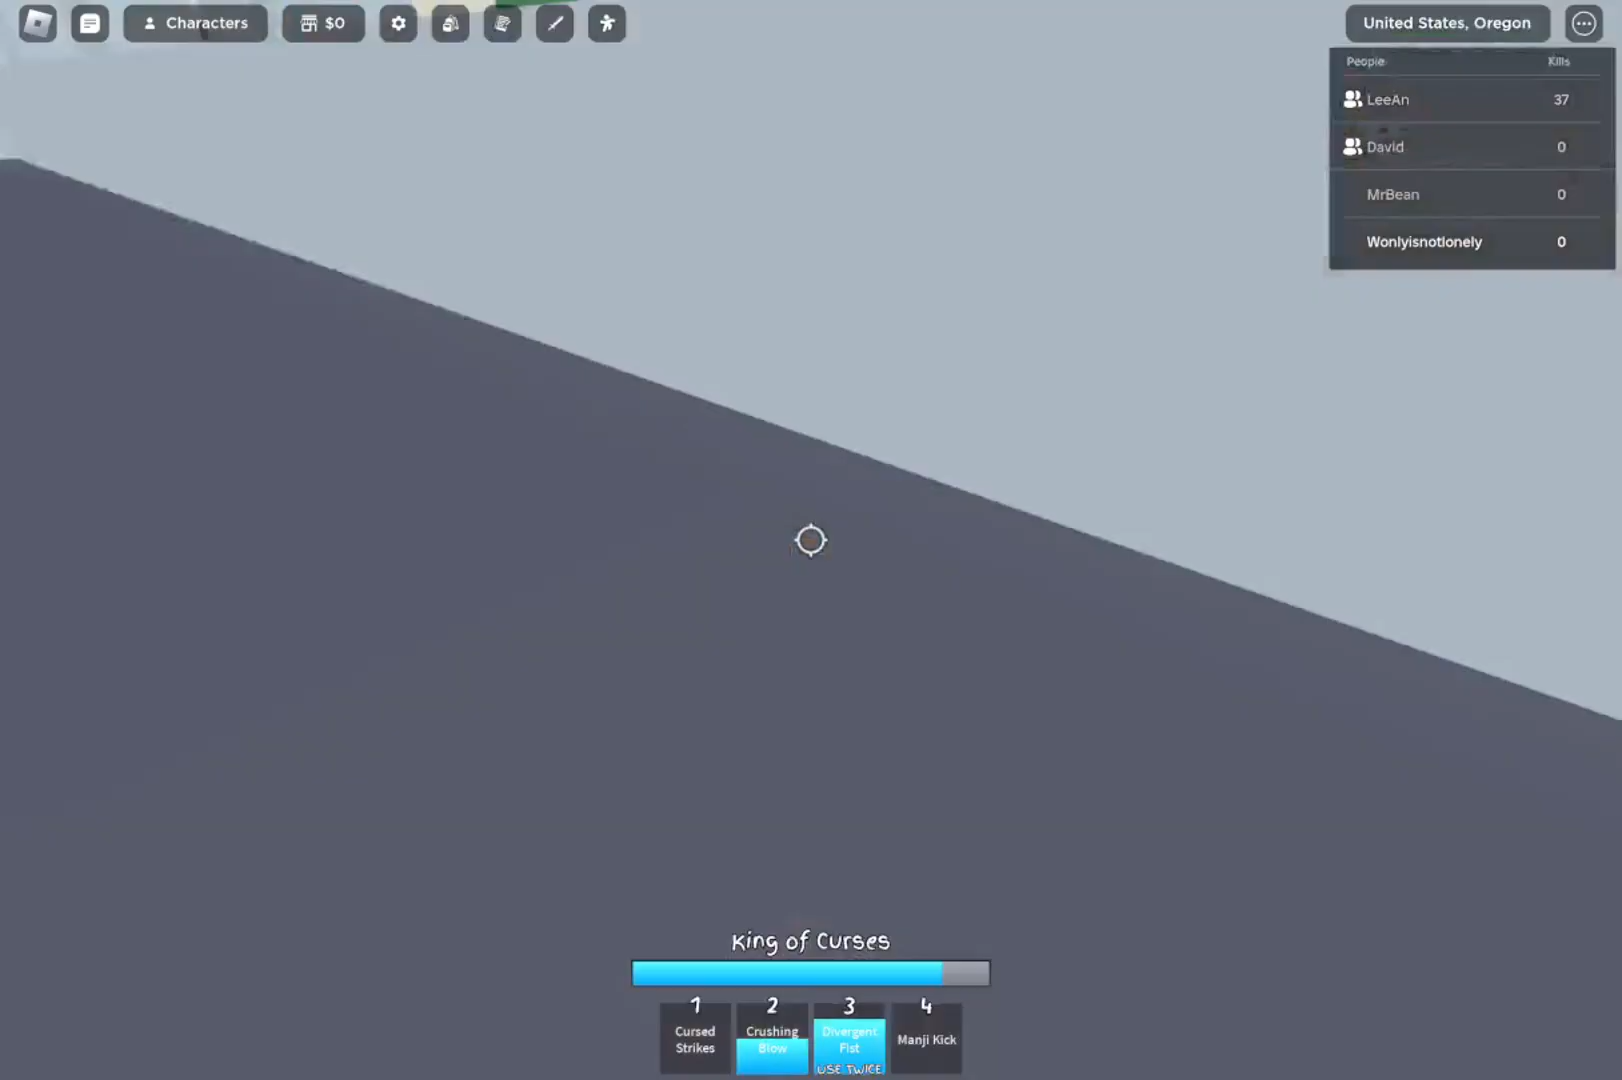 Characters
$0
United States, Oregon
People Kills
LeeAn 37
David 0
MrBean 0
Wonlyisnotlonely 0
King of Curses
1 2 3 4
Cursed Strikes
Crushing Blow
Divergent Fist
USE TWICE
Manji Kick